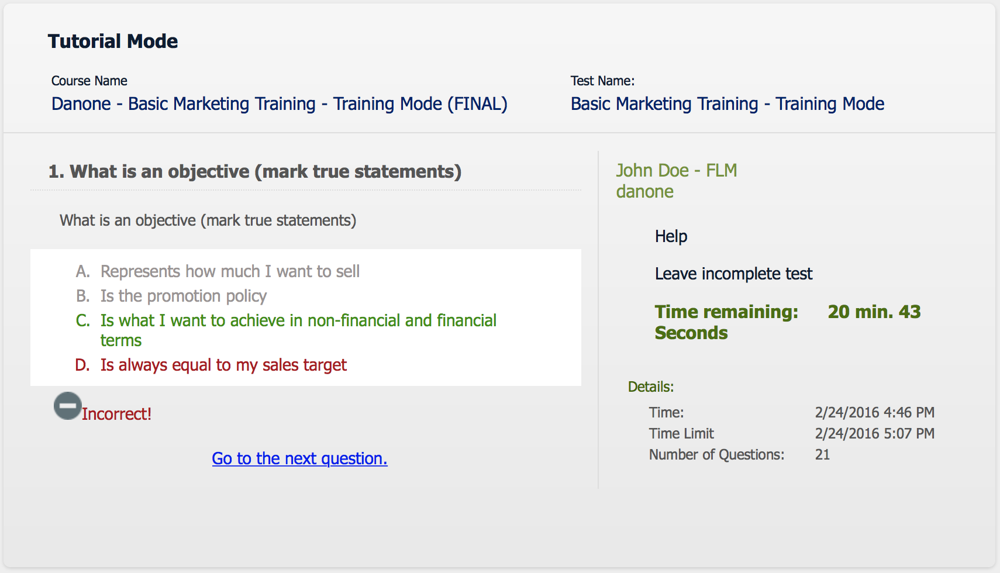 Tutorial Mode
Course Name
Danone - Basic Marketing Training - Training Mode (FINAL)
Test Name:
Basic Marketing Training - Training Mode
1. What is an objective (mark true statements)
What is an objective (mark true statements)
A. Represents how much I want to sell
B. Is the promotion policy
C. Is what I want to achieve in non-financial and financial
terms
D. Is always equal to my sales target
Incorrect!
Go to the next question.
John Doe - FLM
danone
Help
Leave incomplete test
Time remaining: 20 min. 43
Seconds
Details:
Time: 2/24/2016 4:46 PM
Time Limit 2/24/2016 5:07 PM
Number of Questions: 21